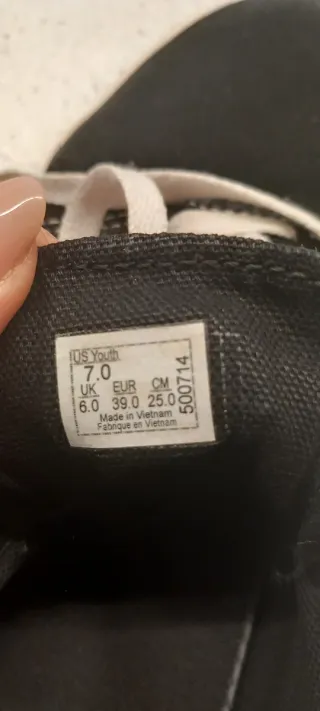 US Youth
7.0
UK EUR CM
6.0 39.0 25.0
Made in Vietnam
Fabrique en Vietnam
500714